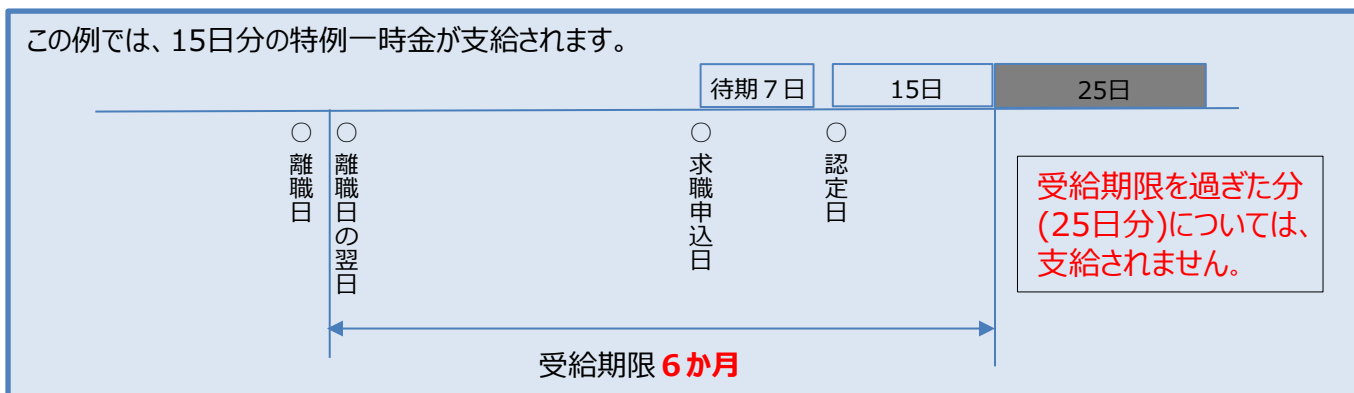 この例では、15日分の特例一時金が支給されます。
待期７日
15日
25日
○離職日
○離職日の翌日
○求職申込日
○認定日
受給期限を過ぎた分
(25日分)については、
支給されません。
受給期限６か月